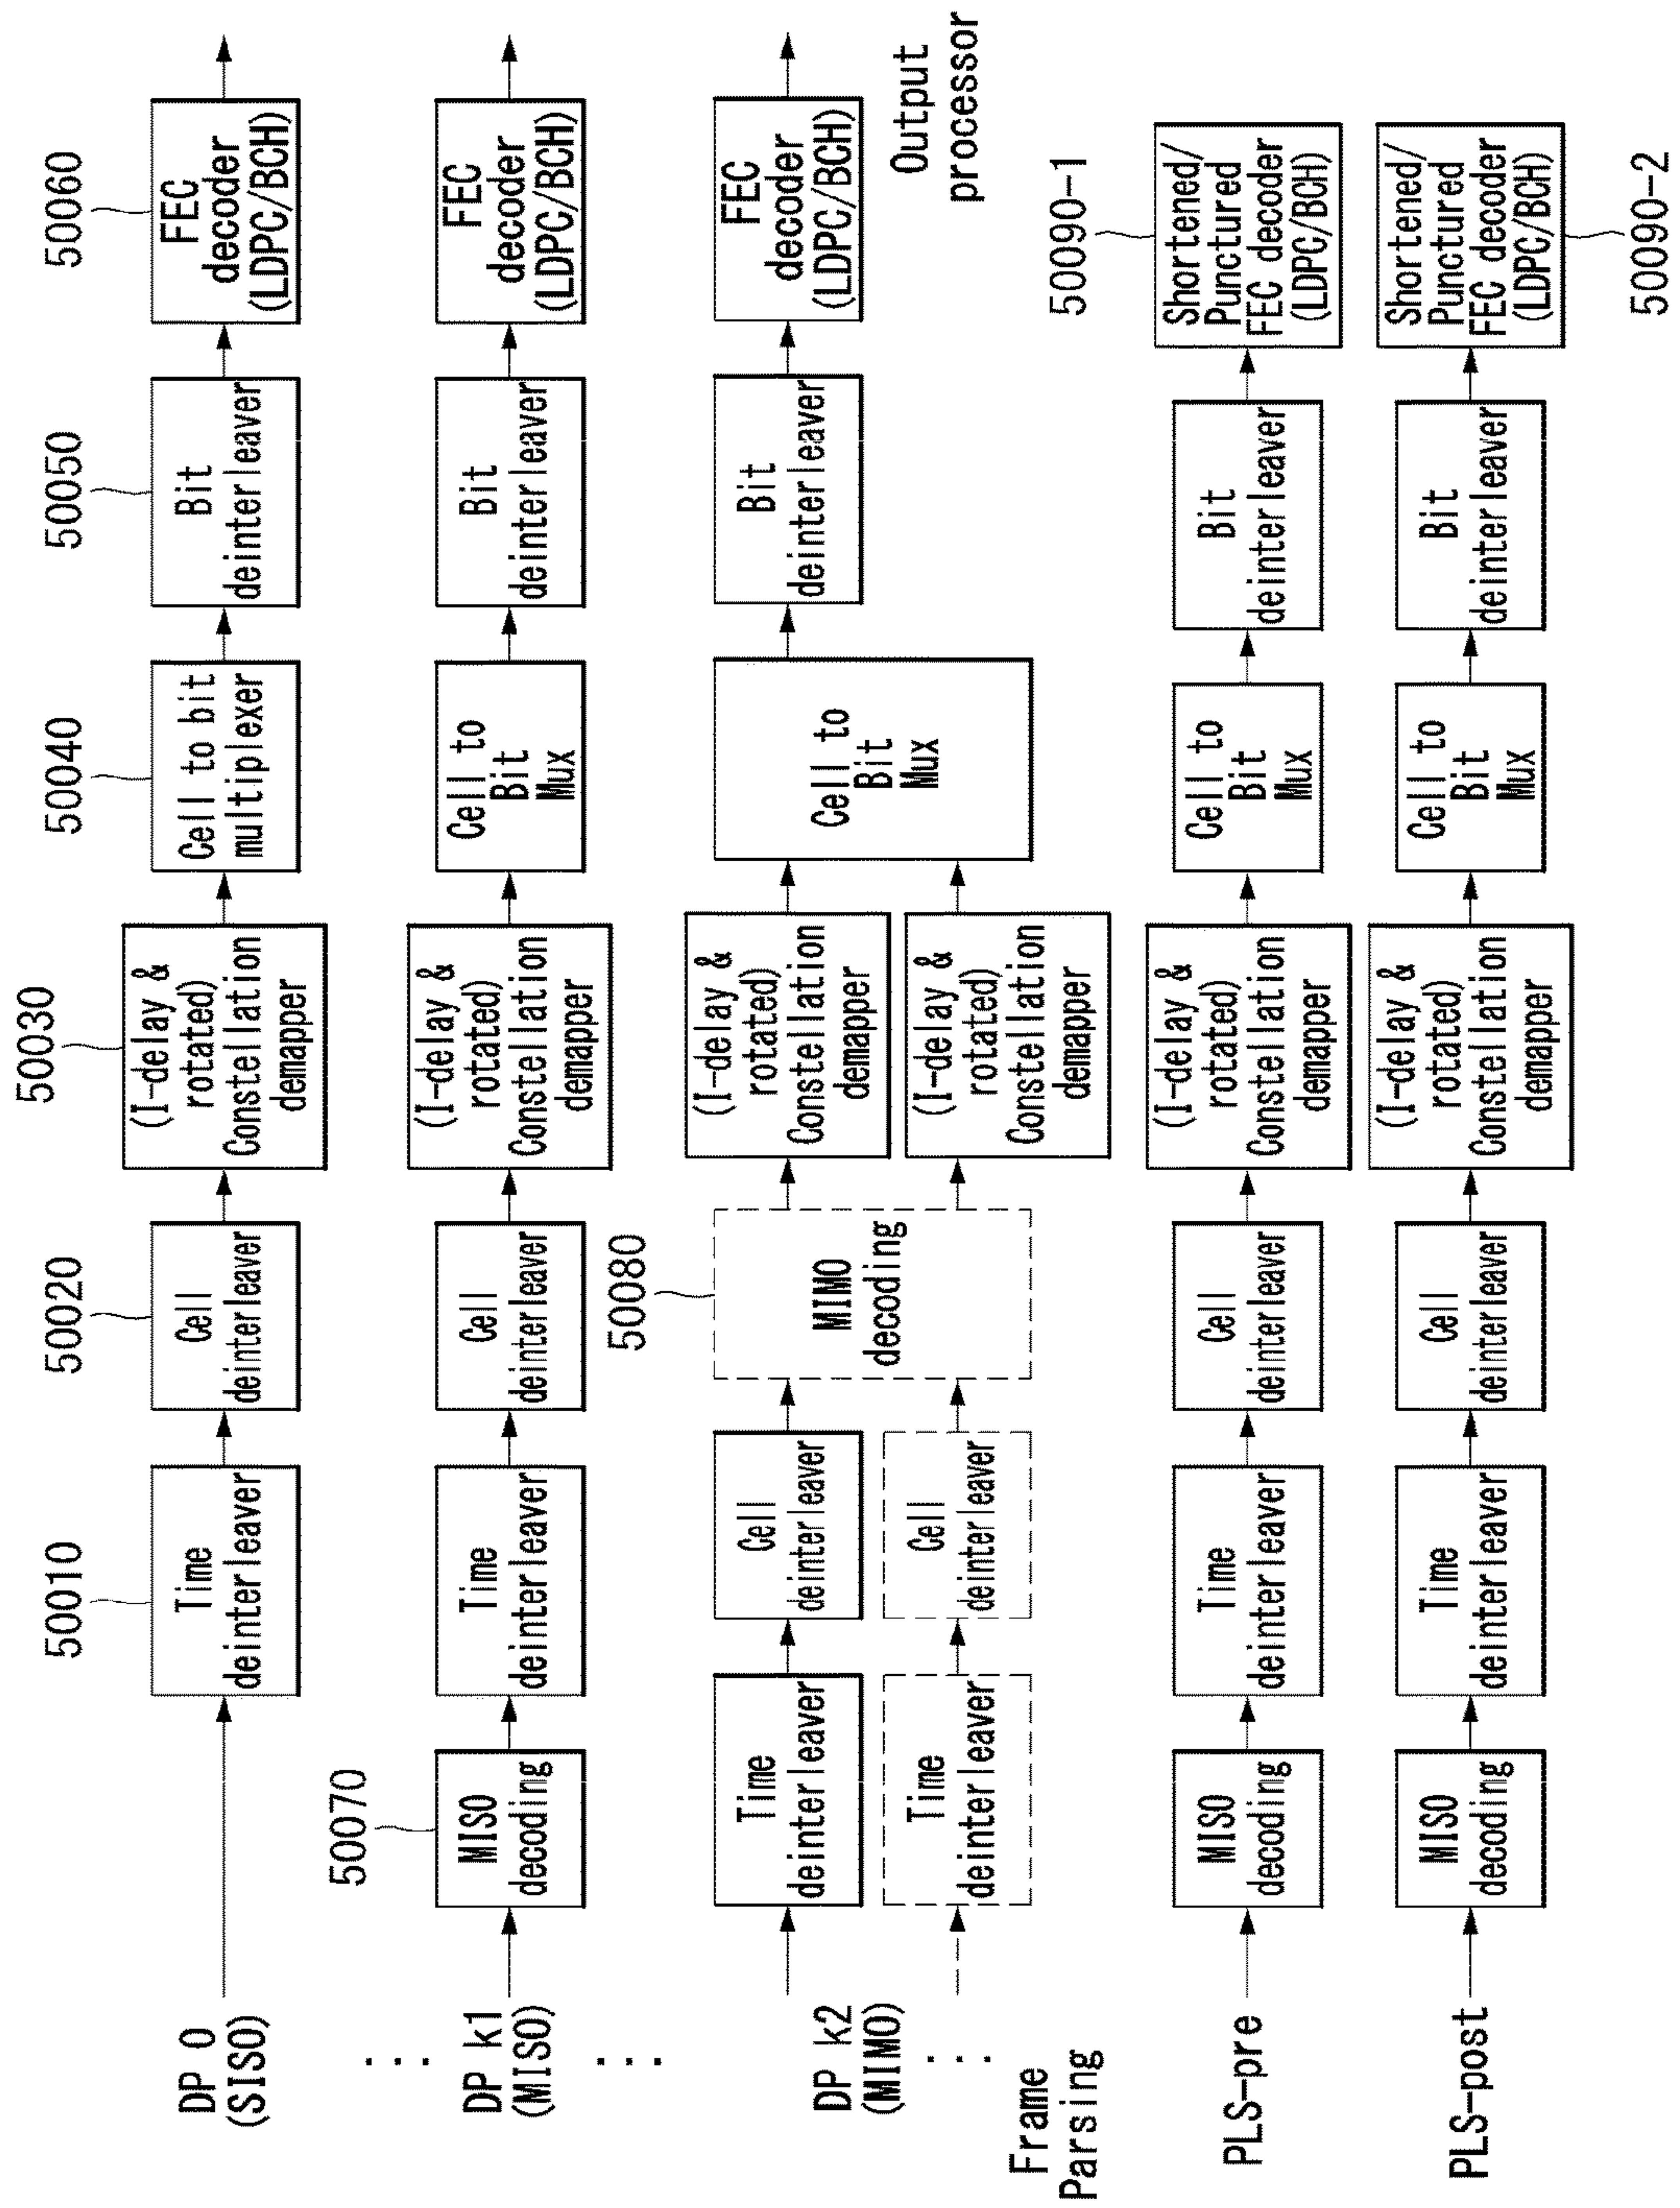 50010
50020
50030
50040
50050
50060
DP 0
(SISO)
Time
deinterleaver
Cell
deinterleaver
(I-delay &
rotated)
Constellation
demapper
Cell to bit
multiplexer
Bit
deinterleaver
FEC
decoder
(LDPC/BCH)
...
50070
DP k1
(MISO)
MISO
decoding
Time
deinterleaver
Cell
deinterleaver
(I-delay &
rotated)
Constellation
demapper
Cell to
Bit
Mux
Bit
deinterleaver
FEC
decoder
(LDPC/BCH)
...
50080
DP k2
(MIMO)
Time
deinterleaver
Cell
deinterleaver
MIMO
decoding
(I-delay &
rotated)
Constellation
demapper
Cell to
Bit
Mux
Bit
deinterleaver
FEC
decoder
(LDPC/BCH)
Time
deinterleaver
Cell
deinterleaver
(I-delay &
rotated)
Constellation
demapper
...
Frame
Parsing
Output
processor
50090-1
PLS-pre
MISO
decoding
Time
deinterleaver
Cell
deinterleaver
(I-delay &
rotated)
Constellation
demapper
Cell to
Bit
Mux
Bit
deinterleaver
Shortened/
Punctured
FEC decoder
(LDPC/BCH)
PLS-post
MISO
decoding
Time
deinterleaver
Cell
deinterleaver
(I-delay &
rotated)
Constellation
demapper
Cell to
Bit
Mux
Bit
deinterleaver
Shortened/
Punctured
FEC decoder
(LDPC/BCH)
50090-2